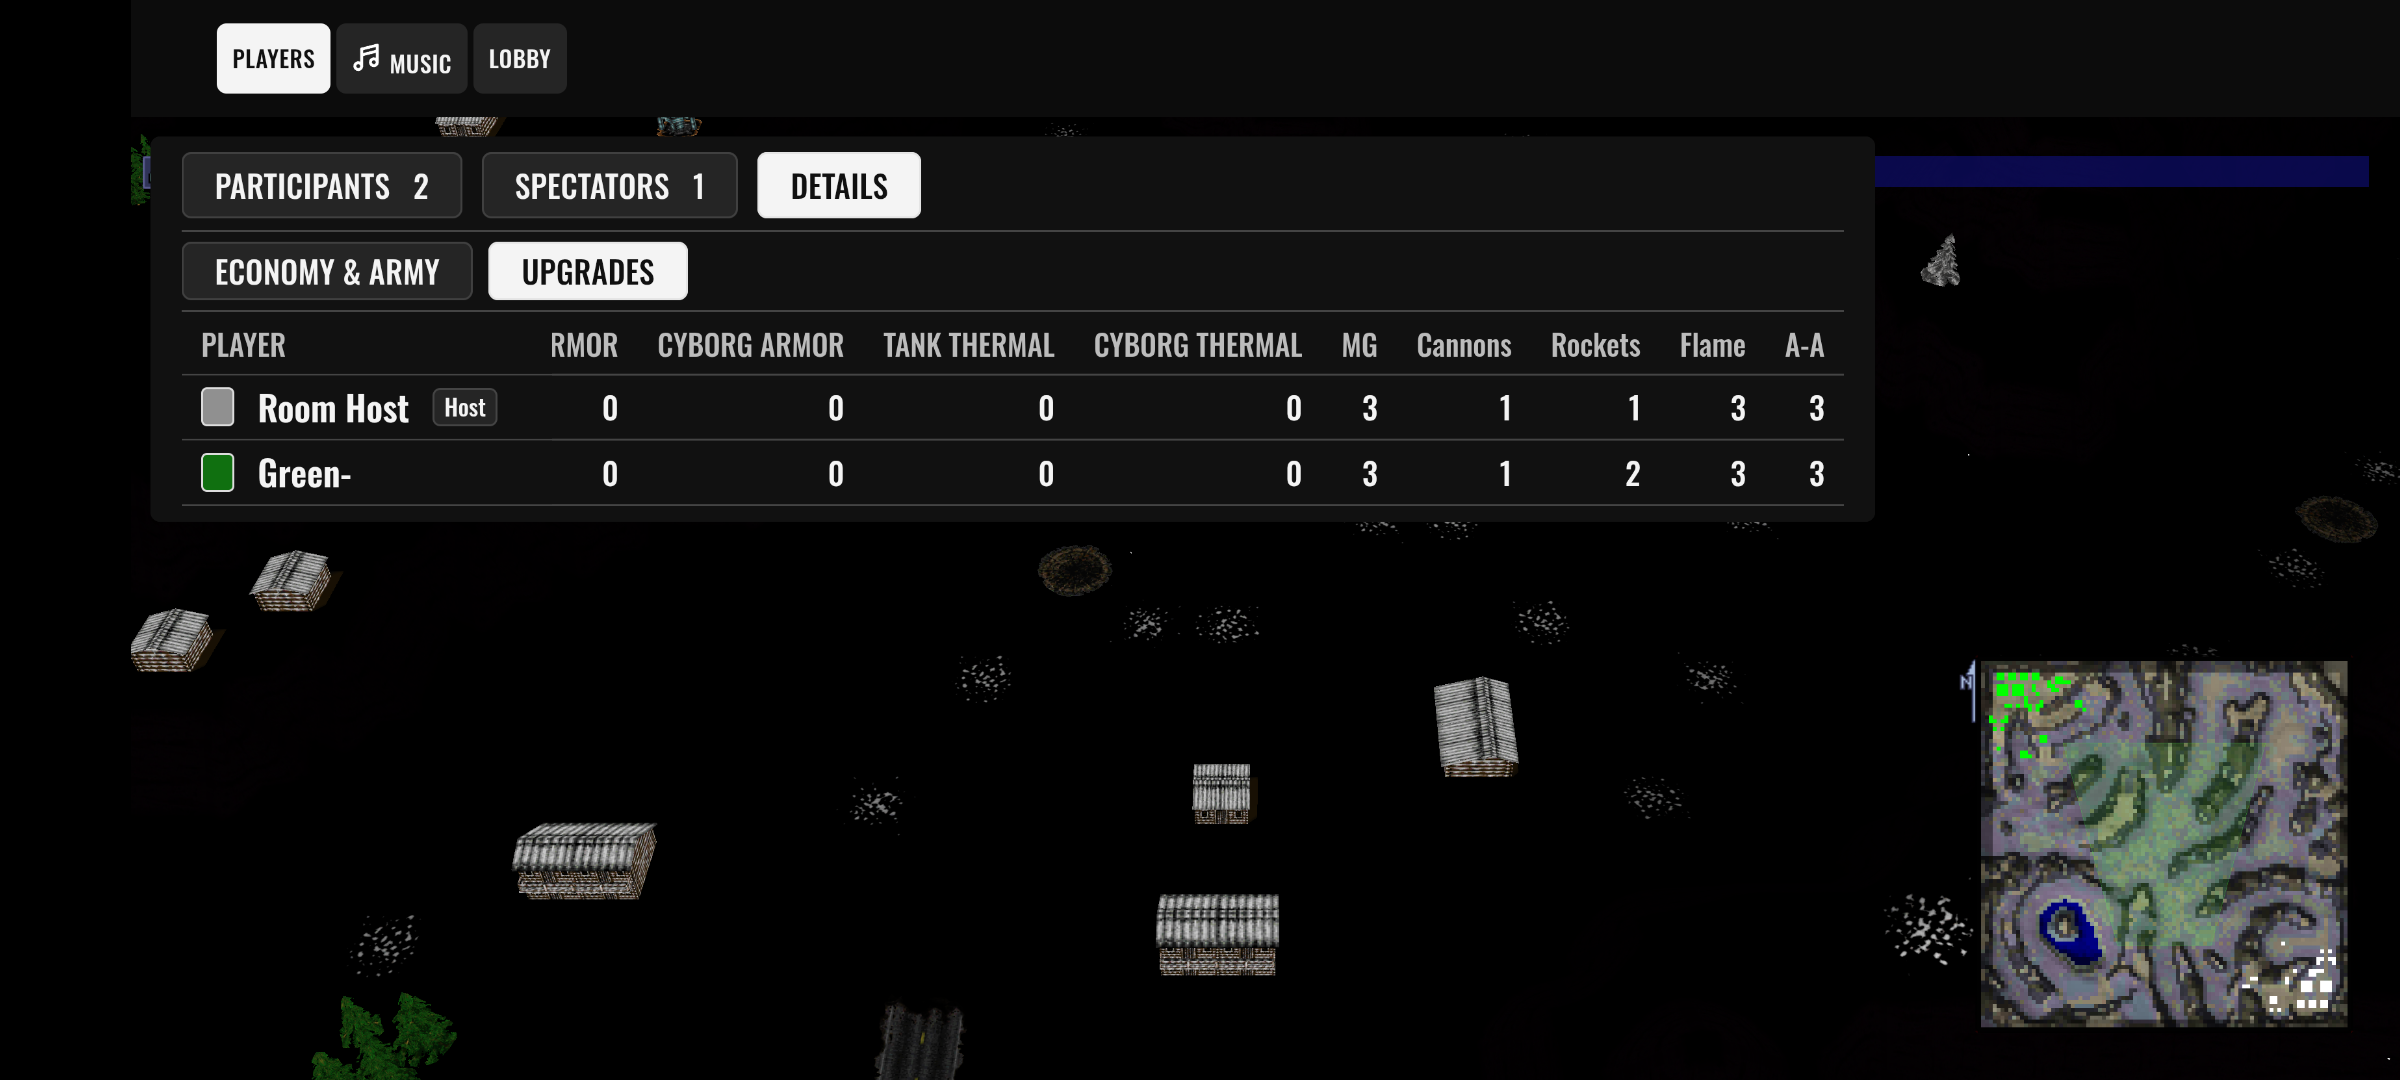 PLAYERS MUSIC LOBBY
PARTICIPANTS 2 SPECTATORS 1 DETAILS
ECONOMY & ARMY UPGRADES
PLAYER RMOR CYBORG ARMOR TANK THERMAL CYBORG THERMAL MG Cannons Rockets Flame A-A
Room Host Host 0 0 0 0 3 1 1 3 3
Green- 0 0 0 0 3 1 2 3 3
N